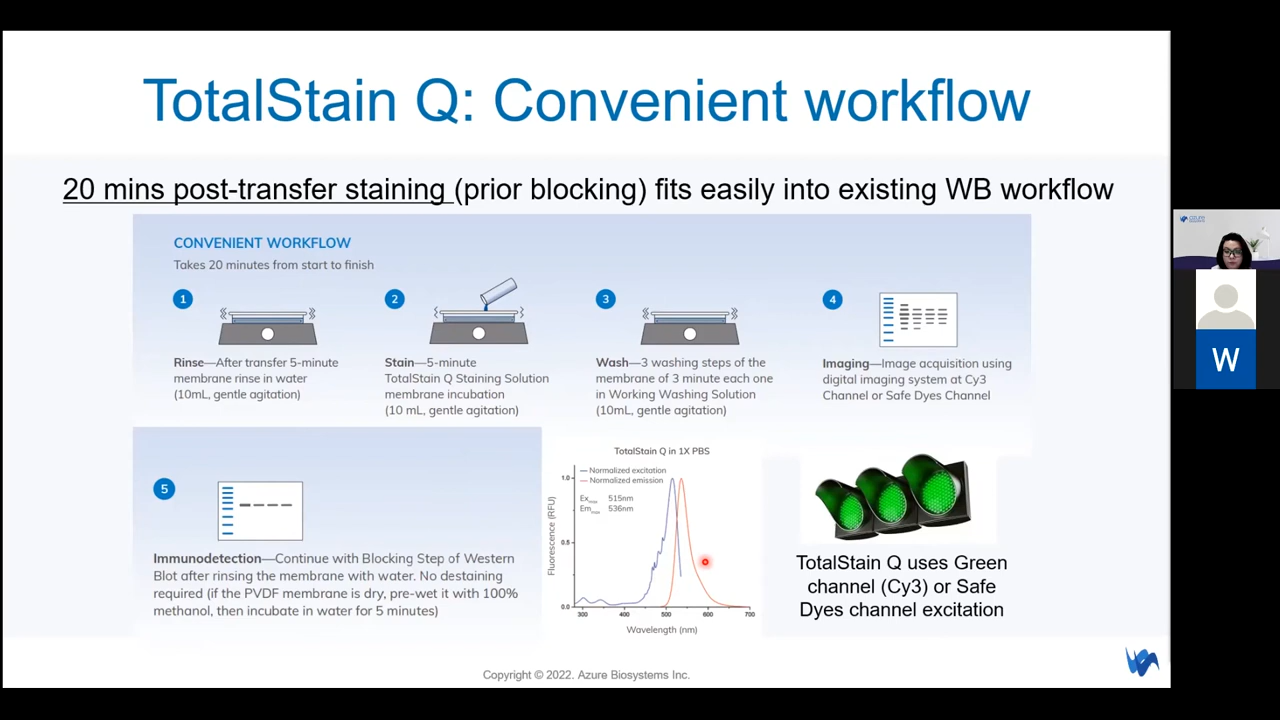 TotalStain Q: Convenient workflow
20 mins post-transfer staining (prior blocking) fits easily into existing WB workflow
CONVENIENT WORKFLOW
Takes 20 minutes from start to finish
1
Rinse—After transfer 5-minute
membrane rinse in water
(10mL, gentle agitation)
2
Stain—5-minute
TotalStain Q Staining Solution
membrane incubation
(10 mL, gentle agitation)
3
Wash—3 washing steps of the
membrane of 3 minute each one
in Working Washing Solution
(10mL, gentle agitation)
4
Imaging—Image acquisition using
digital imaging system at Cy3
Channel or Safe Dyes Channel
5
Immunodetection—Continue with Blocking Step of Western
Blot after rinsing the membrane with water. No destaining
required (if the PVDF membrane is dry, pre-wet it with 100%
methanol, then incubate in water for 5 minutes)
TotalStain Q in 1X PBS
Normalized excitation
Normalized emission
Exmax 515nm
Emmax 536nm
Fluorescence (RFU)
1.0
0.5
0.0
300 400 500 600 700
Wavelength (nm)
TotalStain Q uses Green
channel (Cy3) or Safe
Dyes channel excitation
Copyright © 2022. Azure Biosystems Inc.
W